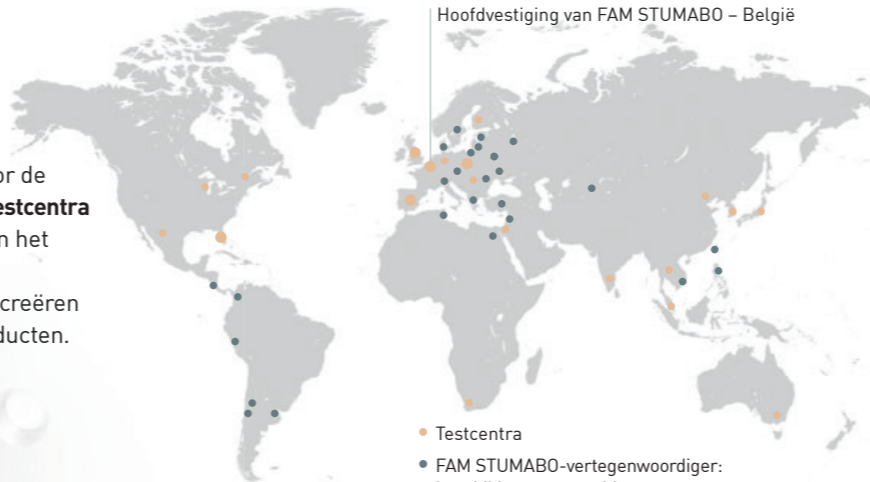 Hoofdvestiging van FAM STUMABO – België
or de
estcentra
n het
creëren
ducten.
Testcentra
FAM STUMABO-vertegenwoordiger: